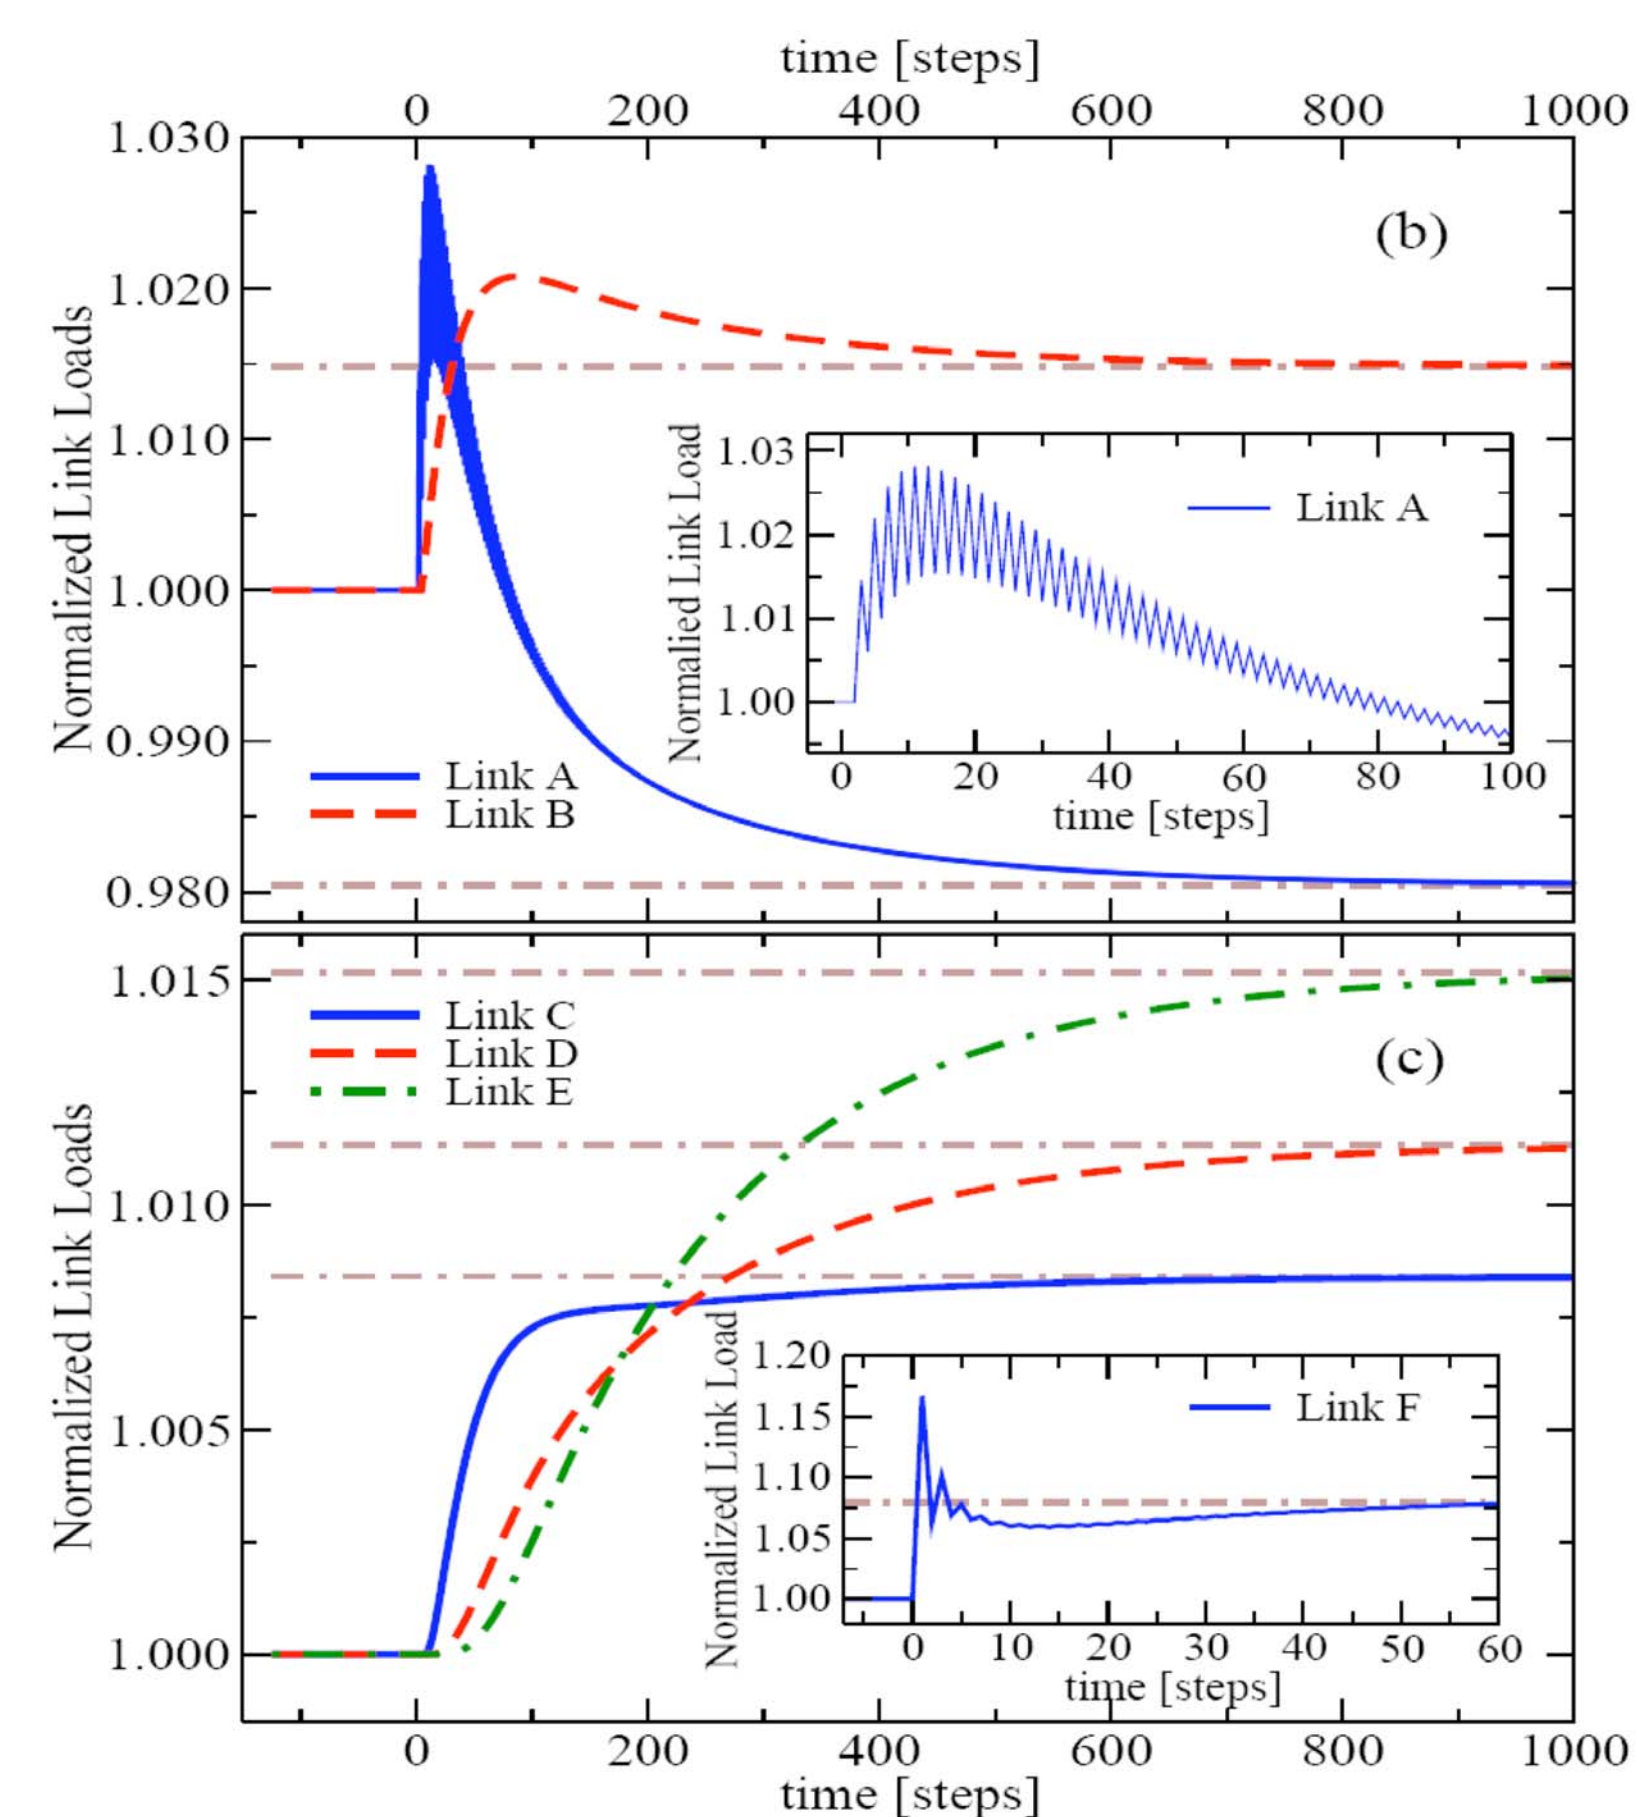 time [steps]
0 200 400 600 800 1000
1.030
1.020
1.010
1.000
0.990
0.980
Normalized Link Loads
(b)
Link A
Link B
Normalied Link Load
1.03
1.02
1.01
1.00
Link A
0 20 40 60 80 100
time [steps]
1.015
1.010
1.005
1.000
Normalized Link Loads
Link C
Link D
Link E
(c)
Normalized Link Load
1.20
1.15
1.10
1.05
1.00
Link F
0 10 20 30 40 50 60
time [steps]
0 200 400 600 800 1000
time [steps]